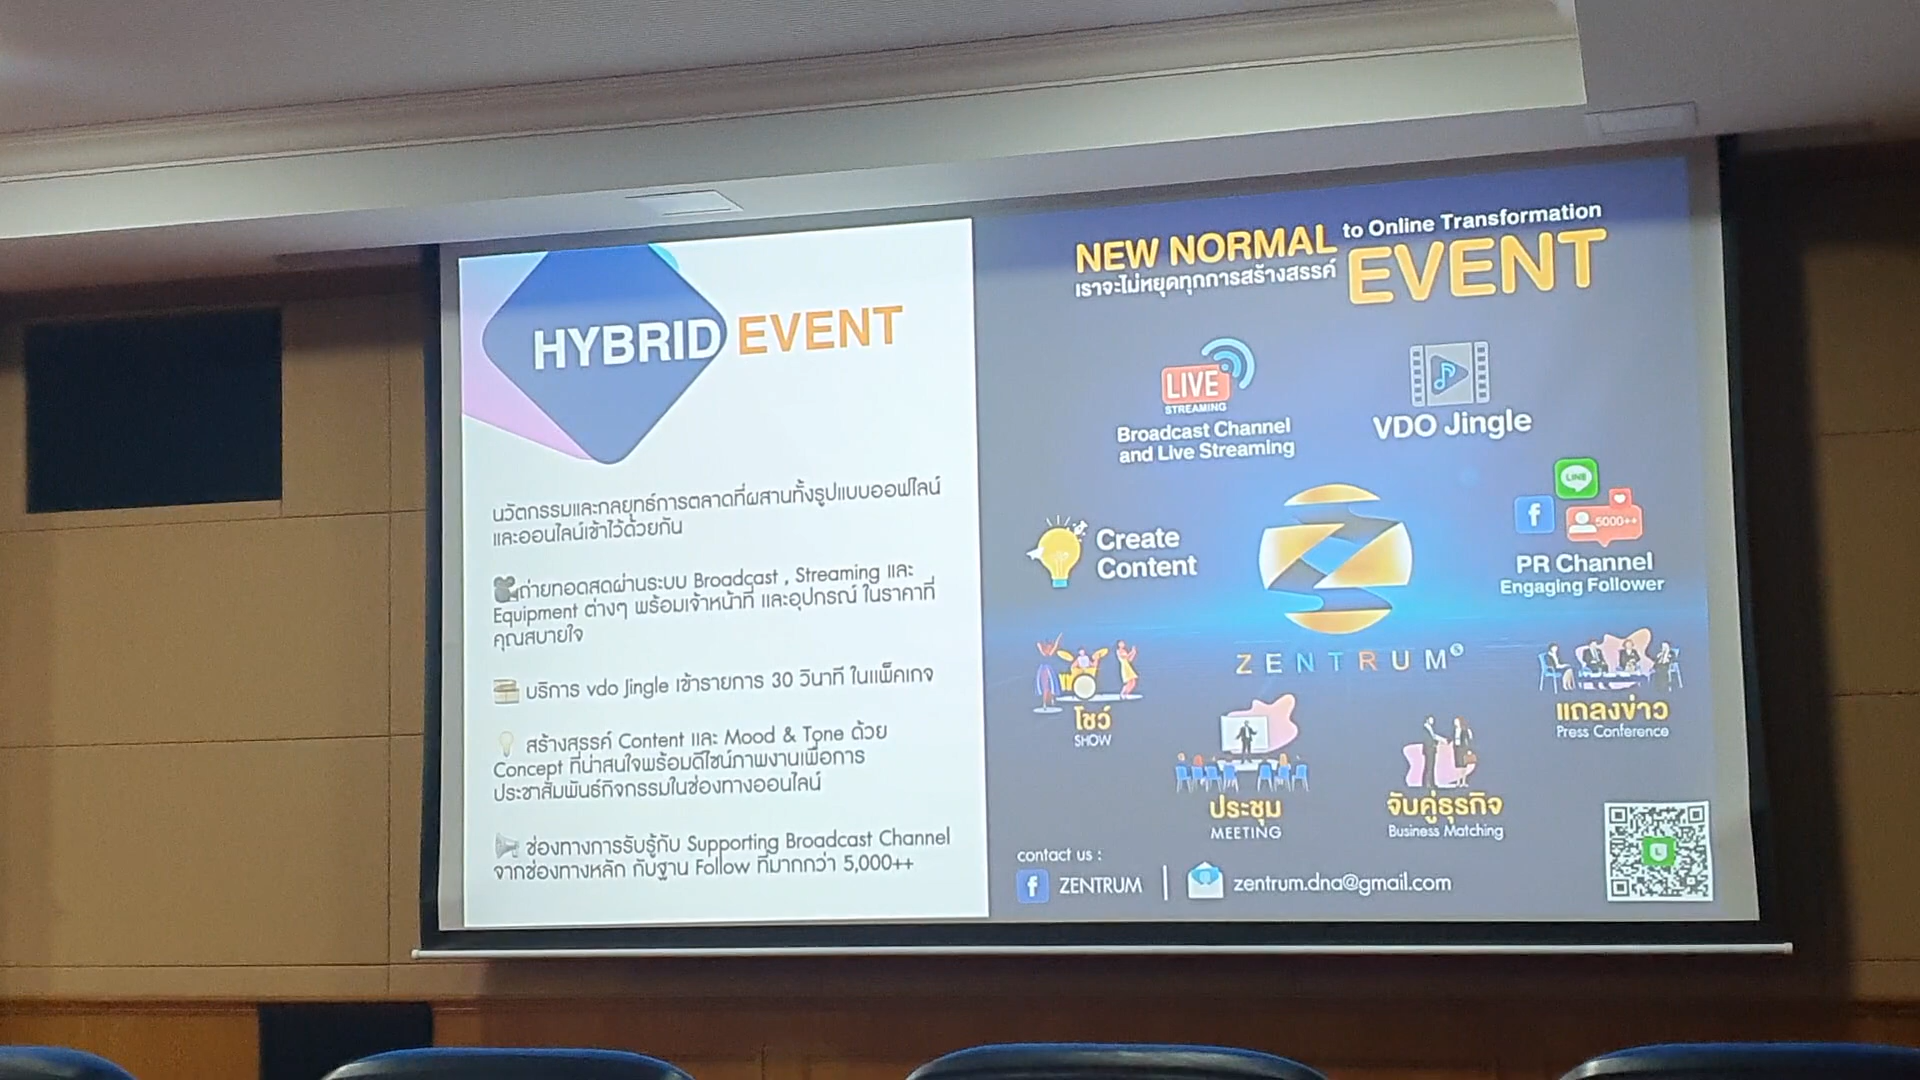 HYBRID EVENT
นวัตกรรมและกลยุทธ์การตลาดที่ผสานทั้งรูปแบบออฟไลน์
และออนไลน์เข้าไว้ด้วยกัน
ถ่ายทอดสดผ่านระบบ Broadcast , Streaming และ
Equipment ต่างๆ พร้อมเจ้าหน้าที่ และอุปกรณ์ ในราคาที่
คุณสบายใจ
บริการ vdo Jingle เข้ารายการ 30 วินาที ในแพ็คเกจ
สร้างสรรค์ Content และ Mood & Tone ด้วย
Concept ที่น่าสนใจพร้อมดีไซน์ภาพงานเพื่อการ
ประชาสัมพันธ์กิจกรรมในช่องทางออนไลน์
ช่องทางการรับรู้กับ Supporting Broadcast Channel
จากช่องทางหลัก กับฐาน Follow ที่มากกว่า 5,000++
NEW NORMAL to Online Transformation
เราจะไม่หยุดทุกการสร้างสรรค์ EVENT
LIVE
STREAMING
Broadcast Channel
and Live Streaming
VDO Jingle
Create
Content
LINE
5000++
PR Channel
Engaging Follower
ZENTRUM
โชว์
SHOW
ประชุม
MEETING
จับคู่ธุรกิจ
Business Matching
แถลงข่าว
Press Conference
contact us :
ZENTRUM | zentrum.dna@gmail.com